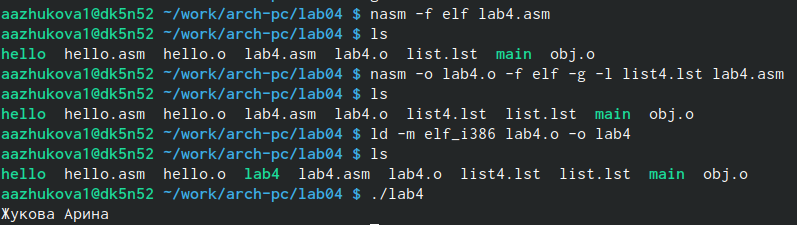 aazhukova1@dk5n52 ~/work/arch-pc/lab04 $ nasm -f elf lab4.asm
aazhukova1@dk5n52 ~/work/arch-pc/lab04 $ ls
hello hello.asm hello.o lab4.asm lab4.o list.lst main obj.o
aazhukova1@dk5n52 ~/work/arch-pc/lab04 $ nasm -o lab4.o -f elf -g -l list4.lst lab4.asm
aazhukova1@dk5n52 ~/work/arch-pc/lab04 $ ls
hello hello.asm hello.o lab4.asm lab4.o list4.lst list.lst main obj.o
aazhukova1@dk5n52 ~/work/arch-pc/lab04 $ ld -m elf_i386 lab4.o -o lab4
aazhukova1@dk5n52 ~/work/arch-pc/lab04 $ ls
hello hello.asm hello.o lab4 lab4.asm lab4.o list4.lst list.lst main obj.o
aazhukova1@dk5n52 ~/work/arch-pc/lab04 $ ./lab4
Жукова Арина